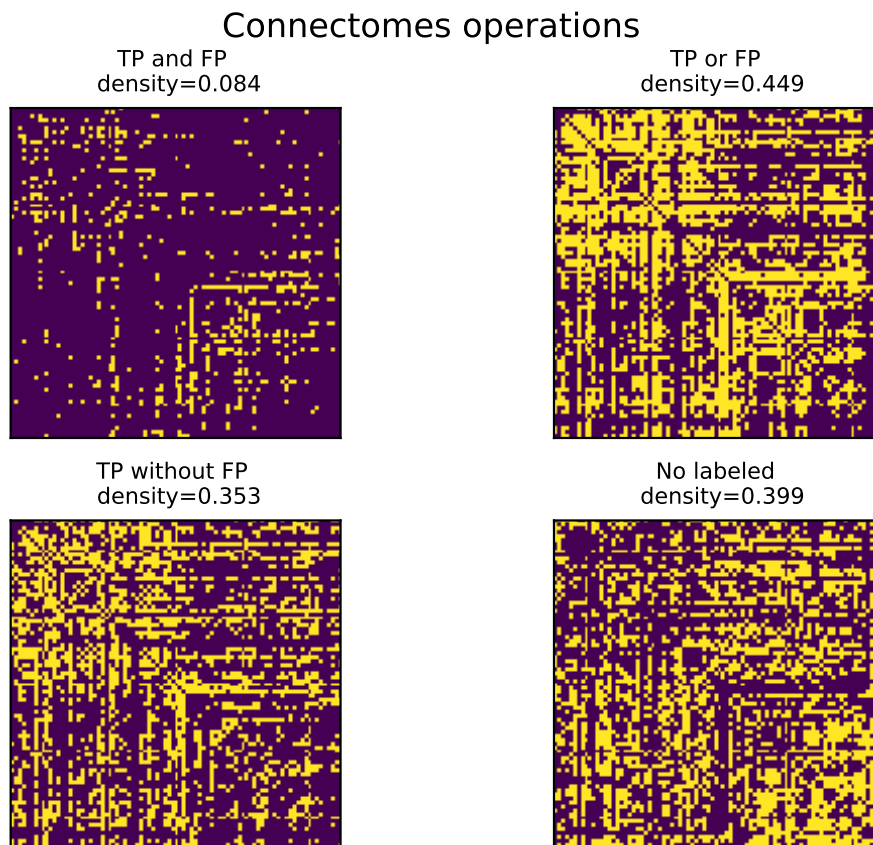 Connectomes operations
TP and FP
density=0.084
TP or FP
density=0.449
TP without FP
density=0.353
No labeled
density=0.399